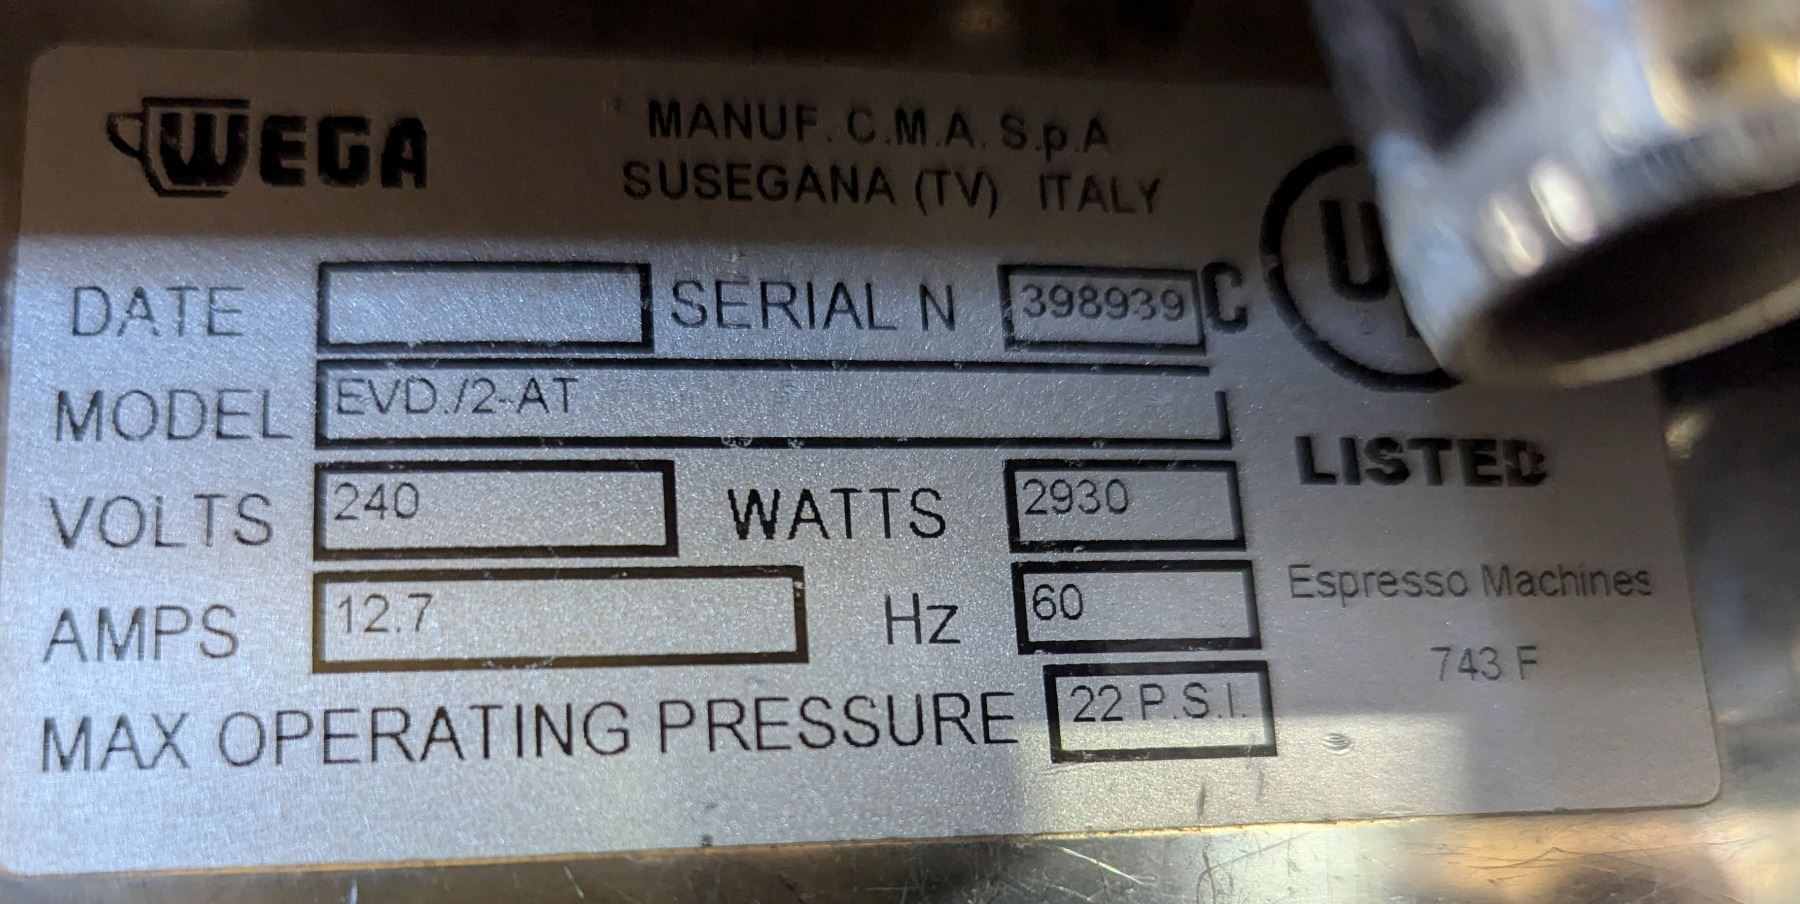 WEGA
MANUF. C.M.A. S.p.A
SUSEGANA (TV) ITALY
DATE
SERIAL N 398939
C
MODEL EVD./2-AT
LISTED
VOLTS 240 WATTS 2930
AMPS 12.7 Hz 60
Espresso Machines
743 F
MAX OPERATING PRESSURE 22 P.S.I.